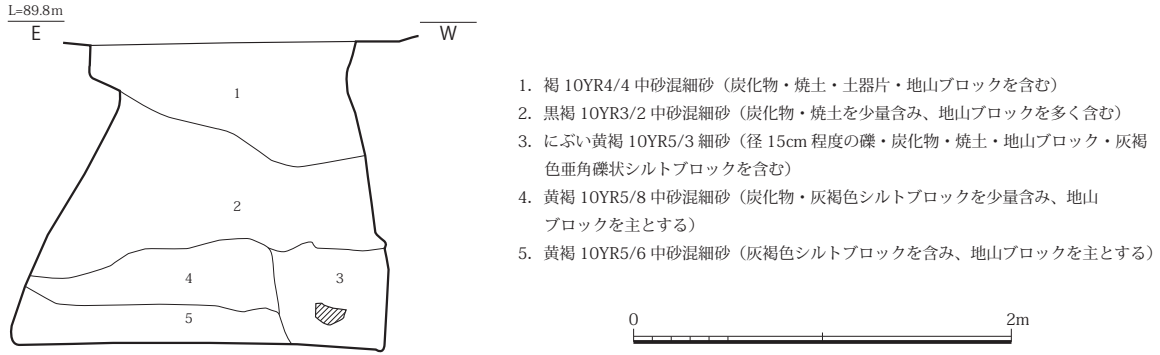 L=89.8m
E
W
1
2
3
4
5
1. 褐 10YR4/4 中砂混細砂（炭化物・焼土・土器片・地山ブロックを含む）
2. 黒褐 10YR3/2 中砂混細砂（炭化物・焼土を少量含み、地山ブロックを多く含む）
3. にぶい黄褐 10YR5/3 細砂（径 15cm 程度の礫・炭化物・焼土・地山ブロック・灰褐
色亜角礫状シルトブロックを含む）
4. 黄褐 10YR5/8 中砂混細砂（炭化物・灰褐色シルトブロックを少量含み、地山
ブロックを主とする）
5. 黄褐 10YR5/6 中砂混細砂（灰褐色シルトブロックを含み、地山ブロックを主とする）
0
2m